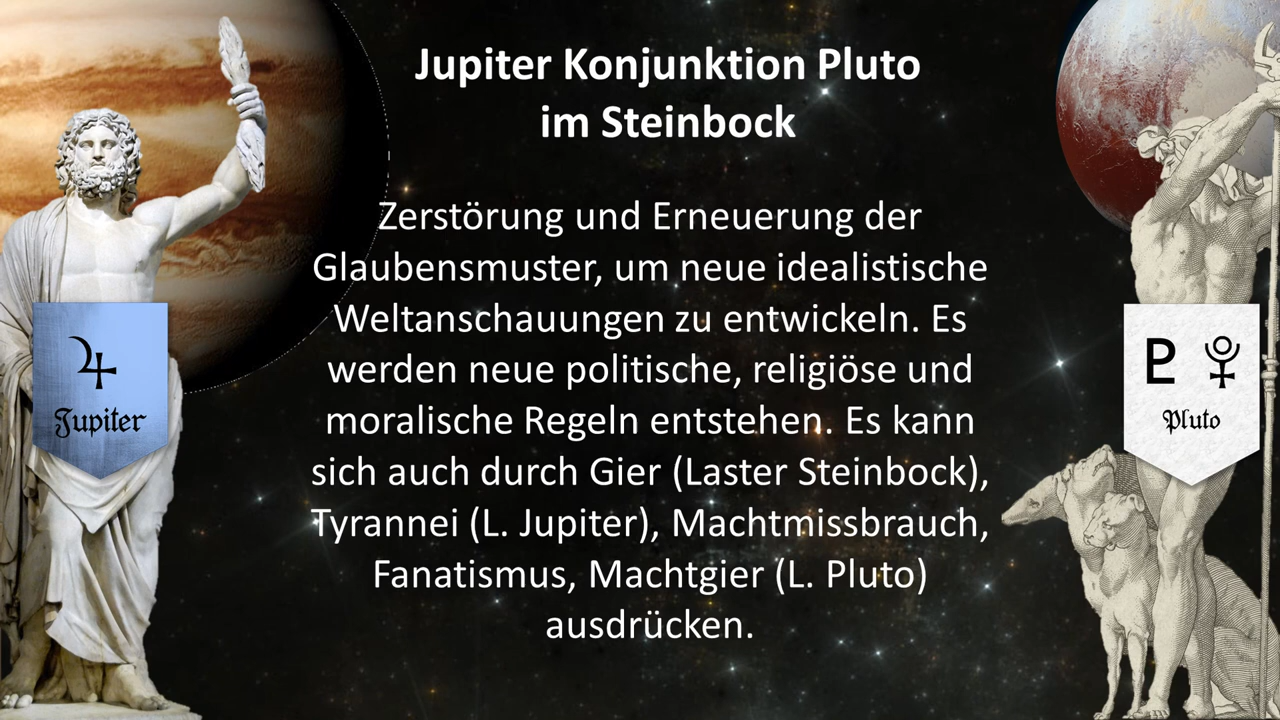 Jupiter Konjunktion Pluto
im Steinbock
Zerstörung und Erneuerung der
Glaubensmuster, um neue idealistische
Weltanschauungen zu entwickeln. Es
werden neue politische, religiöse und
moralische Regeln entstehen. Es kann
sich auch durch Gier (Laster Steinbock),
Tyrannei (L. Jupiter), Machtmissbrauch,
Fanatismus, Machtgier (L. Pluto)
ausdrücken.
♃
Jupiter
♇ ⯓
Pluto